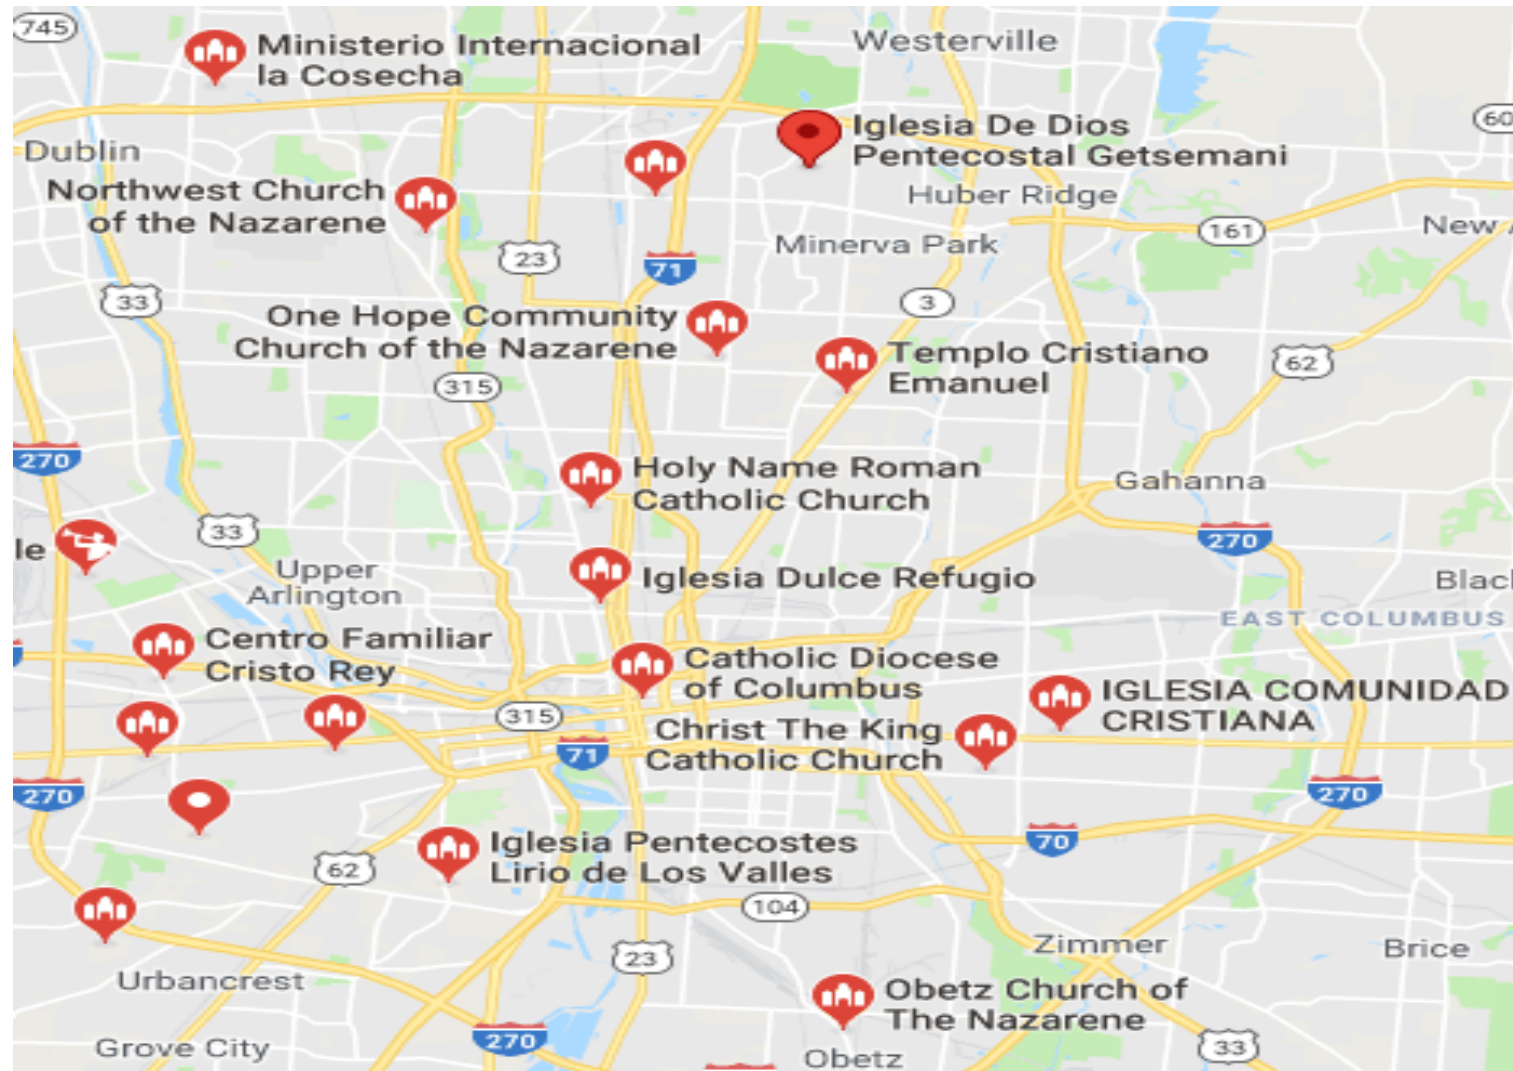 745
Ministerio Internacional
la Cosecha
Westerville
Iglesia De Dios
Pentecostal Getsemani
Dublin
Northwest Church
of the Nazarene
Huber Ridge
161
New
Minerva Park
23
71
33
3
One Hope Community
Church of the Nazarene
Templo Cristiano
Emanuel
62
315
270
Holy Name Roman
Catholic Church
Gahanna
33
270
le
Upper
Arlington
Iglesia Dulce Refugio
EAST COLUMBUS
Centro Familiar
Cristo Rey
Catholic Diocese
of Columbus
IGLESIA COMUNIDAD
CRISTIANA
315
Christ The King
Catholic Church
71
270
270
70
Iglesia Pentecostes
Lirio de Los Valles
62
104
Zimmer
Brice
23
Urbancrest
Obetz Church of
The Nazarene
270
33
Grove City
Obetz